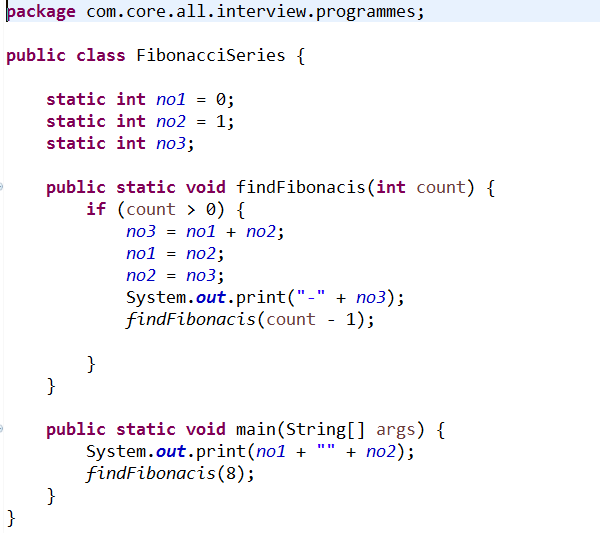 package com.core.all.interview.programmes;
public class FibonacciSeries {
static int no1 = 0;
static int no2 = 1;
static int no3;
public static void findFibonacis(int count) {
if (count > 0) {
no3 = no1 + no2;
no1 = no2;
no2 = no3;
System.out.print("-" + no3);
findFibonacis(count - 1);
}
}
public static void main(String[] args) {
System.out.print(no1 + "" + no2);
findFibonacis(8);
}
}